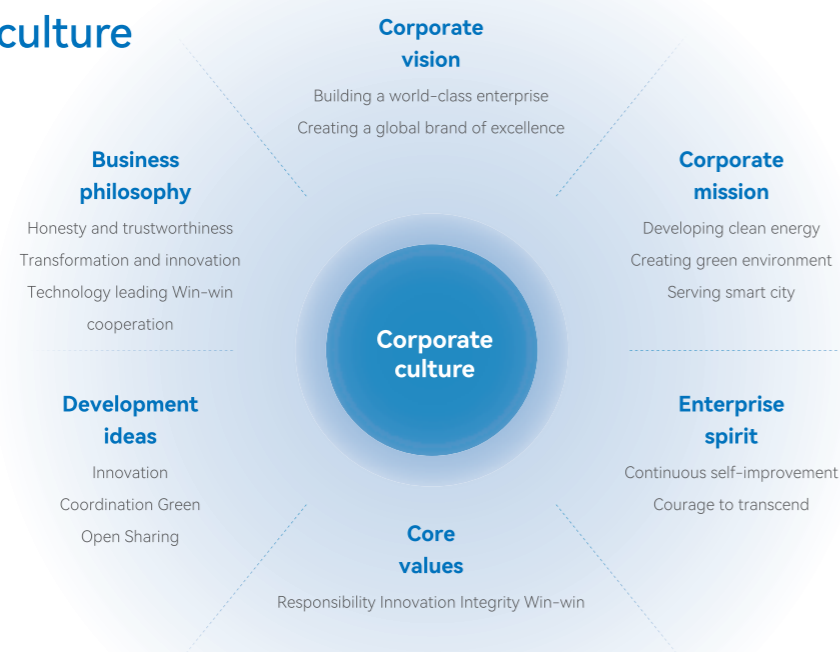 culture
Corporate
vision
Building a world-class enterprise
Creating a global brand of excellence
Business
philosophy
Honesty and trustworthiness
Transformation and innovation
Technology leading Win-win
cooperation
Corporate
mission
Developing clean energy
Creating green environment
Serving smart city
Corporate
culture
Development
ideas
Innovation
Coordination Green
Open Sharing
Enterprise
spirit
Continuous self-improvement
Courage to transcend
Core
values
Responsibility Innovation Integrity Win-win